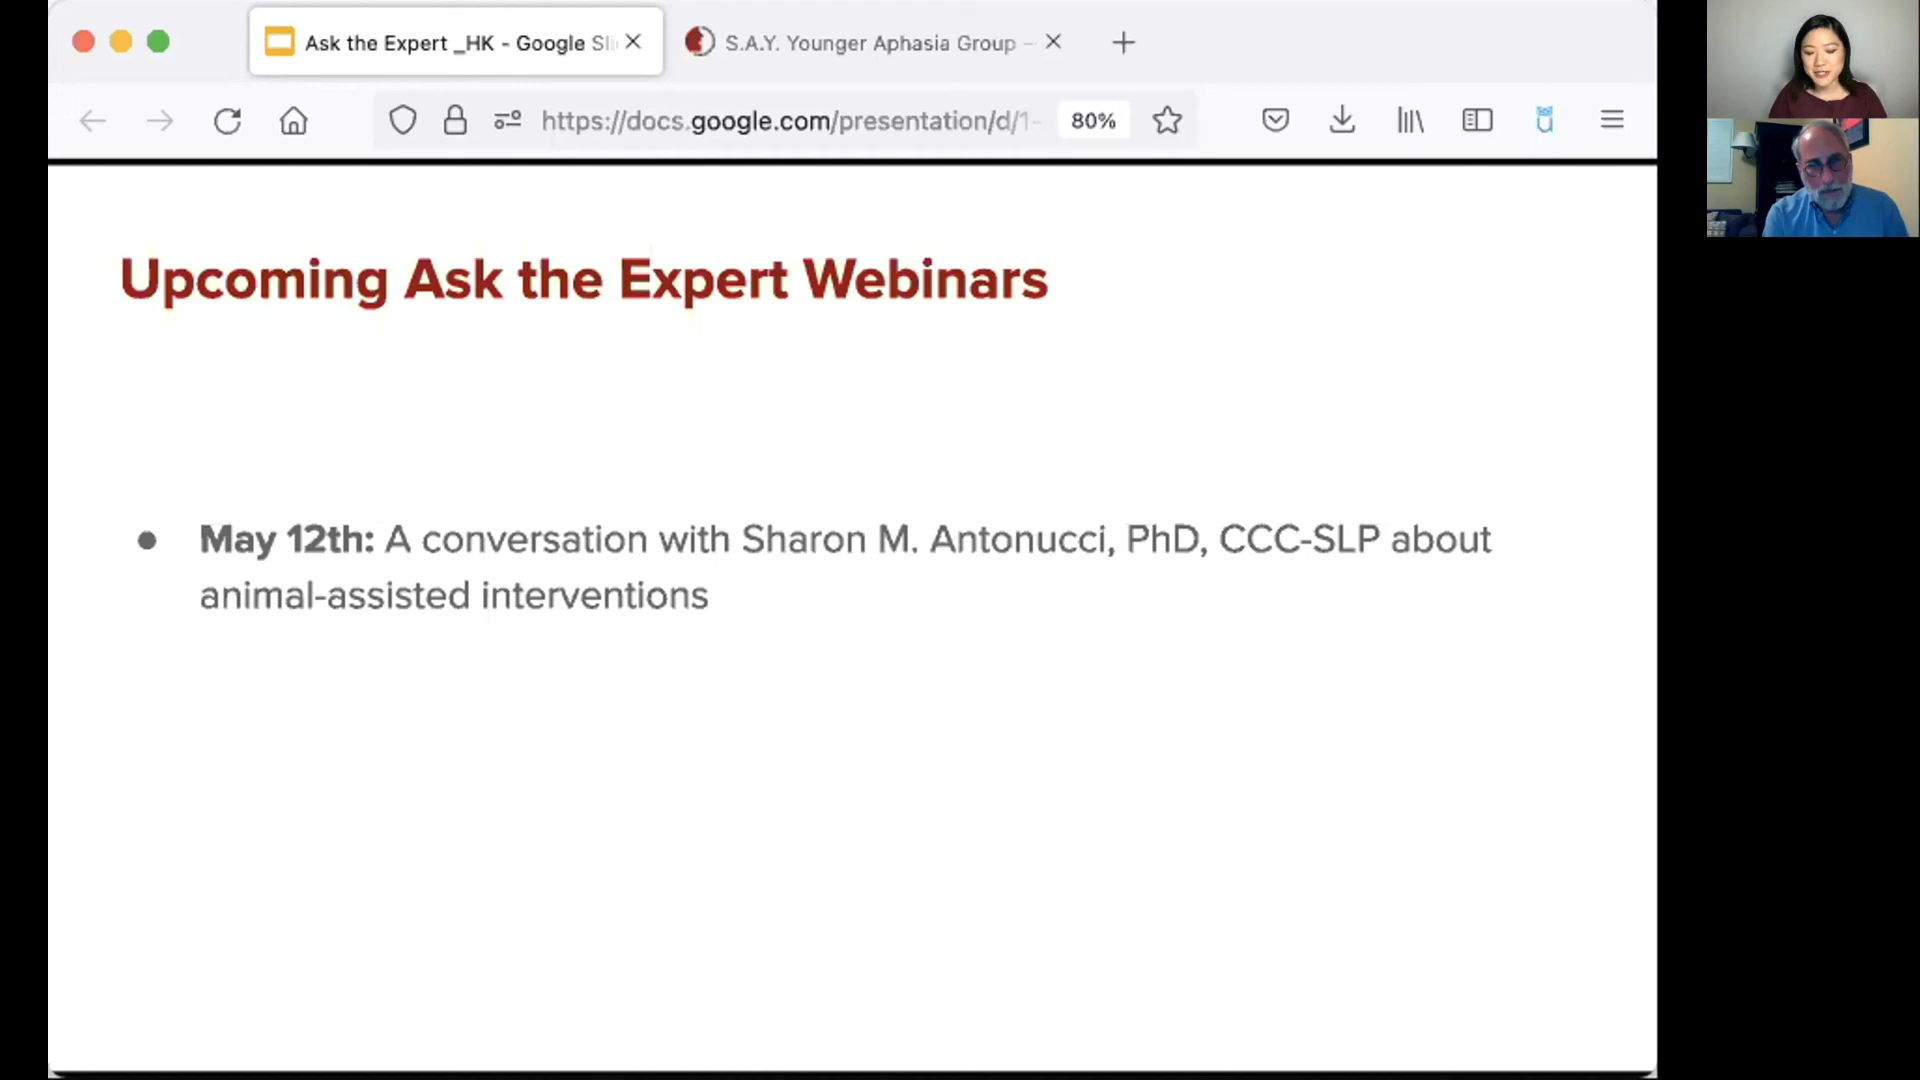 Ask the Expert _HK - Google Sli
S.A.Y. Younger Aphasia Group –
https://docs.google.com/presentation/d/1-
80%
Upcoming Ask the Expert Webinars
May 12th: A conversation with Sharon M. Antonucci, PhD, CCC-SLP about
animal-assisted interventions